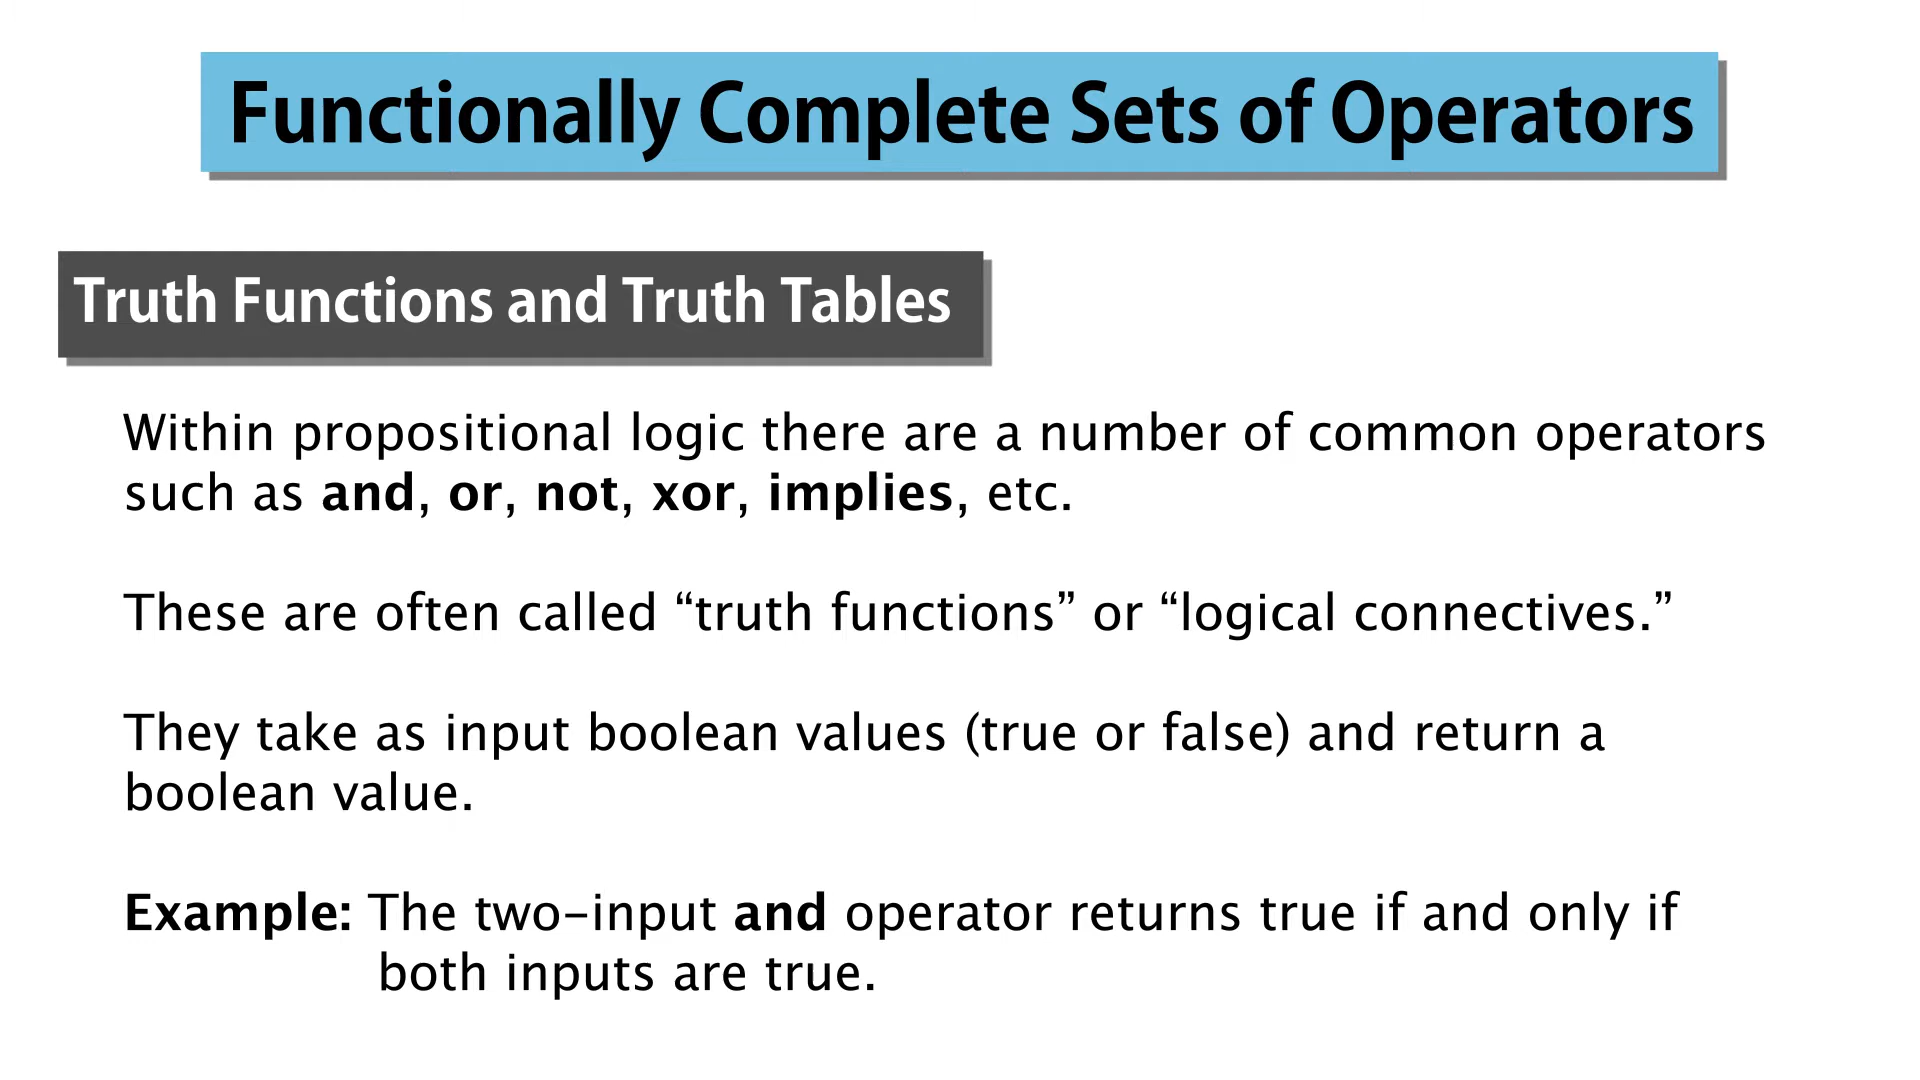 Functionally Complete Sets of Operators
Truth Functions and Truth Tables
Within propositional logic there are a number of common operators
such as and, or, not, xor, implies, etc.
These are often called “truth functions” or “logical connectives.”
They take as input boolean values (true or false) and return a
boolean value.
Example: The two-input and operator returns true if and only if
both inputs are true.